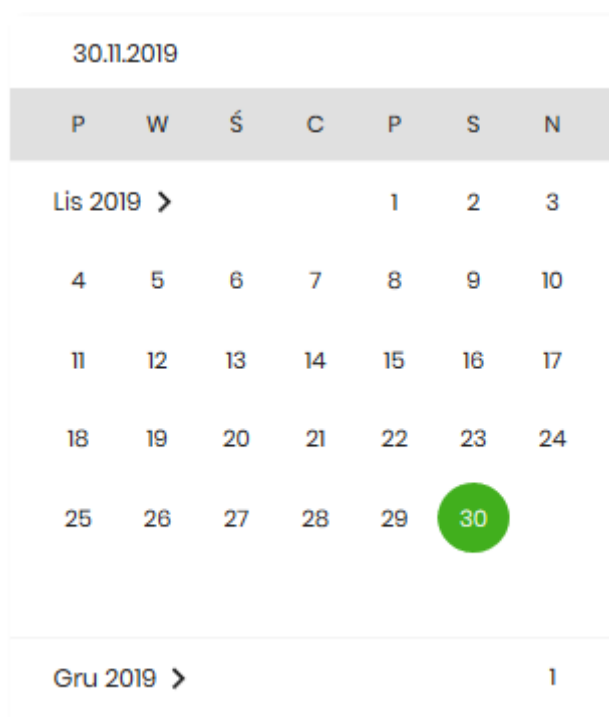 30.11.2019
P W Ś C P S N
Lis 2019 1 2 3
4 5 6 7 8 9 10
11 12 13 14 15 16 17
18 19 20 21 22 23 24
25 26 27 28 29 30
Gru 2019 1